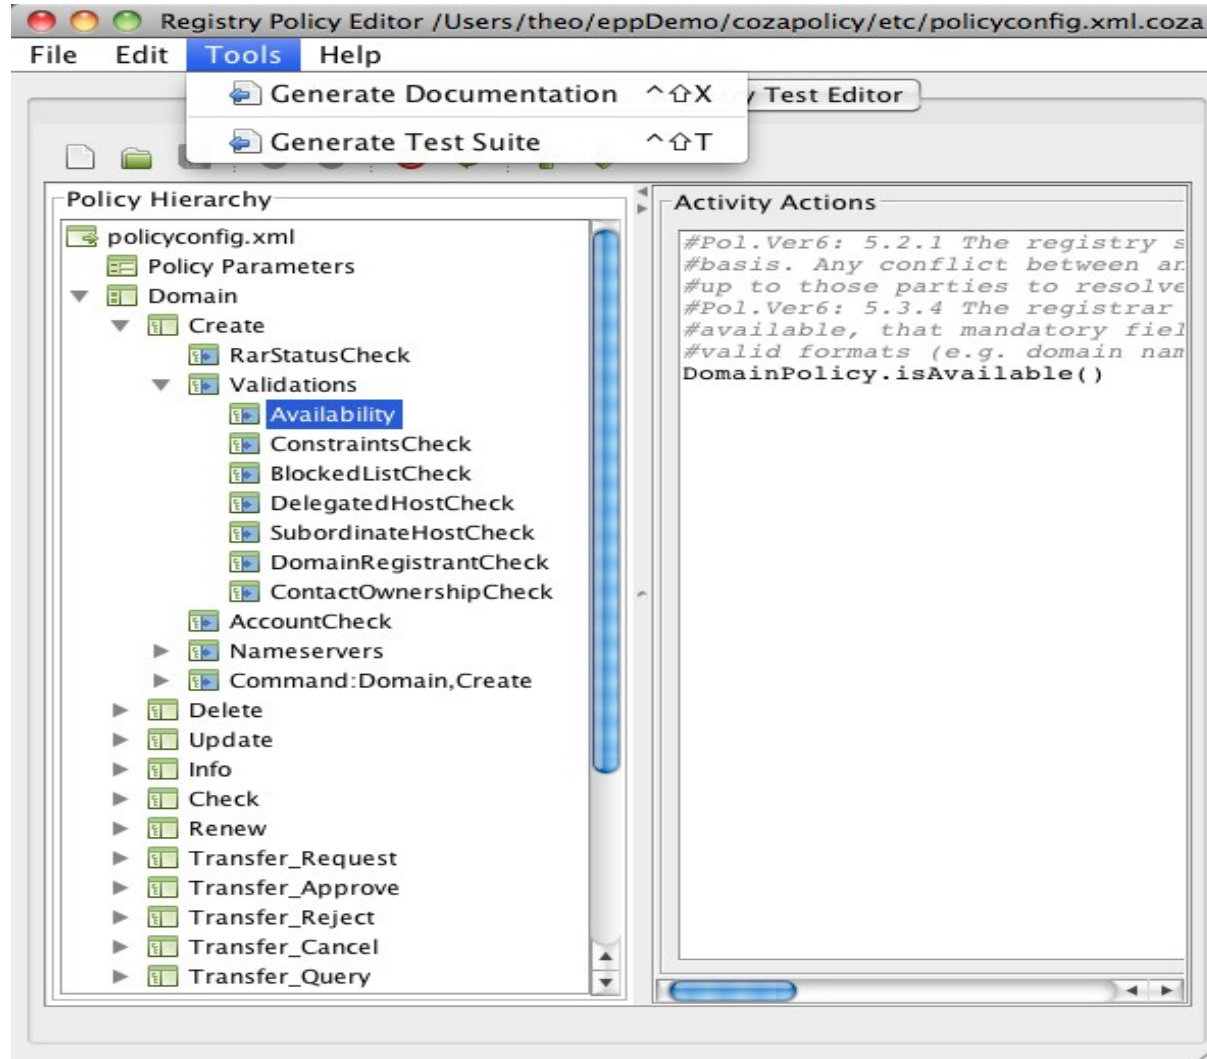 Registry Policy Editor /Users/theo/eppDemo/cozapolicy/etc/policyconfig.xml.coza
File Edit Tools Help
Generate Documentation ^⇧X
Test Editor
Generate Test Suite ^⇧T
Policy Hierarchy
policyconfig.xml
Policy Parameters
Domain
Create
RarStatusCheck
Validations
Availability
ConstraintsCheck
BlockedListCheck
DelegatedHostCheck
SubordinateHostCheck
DomainRegistrantCheck
ContactOwnershipCheck
AccountCheck
Nameservers
Command:Domain,Create
Delete
Update
Info
Check
Renew
Transfer_Request
Transfer_Approve
Transfer_Reject
Transfer_Cancel
Transfer_Query
Activity Actions
#Pol.Ver6: 5.2.1 The registry s
#basis. Any conflict between an
#up to those parties to resolve
#Pol.Ver6: 5.3.4 The registrar
#available, that mandatory fiel
#valid formats (e.g. domain nam
DomainPolicy.isAvailable()